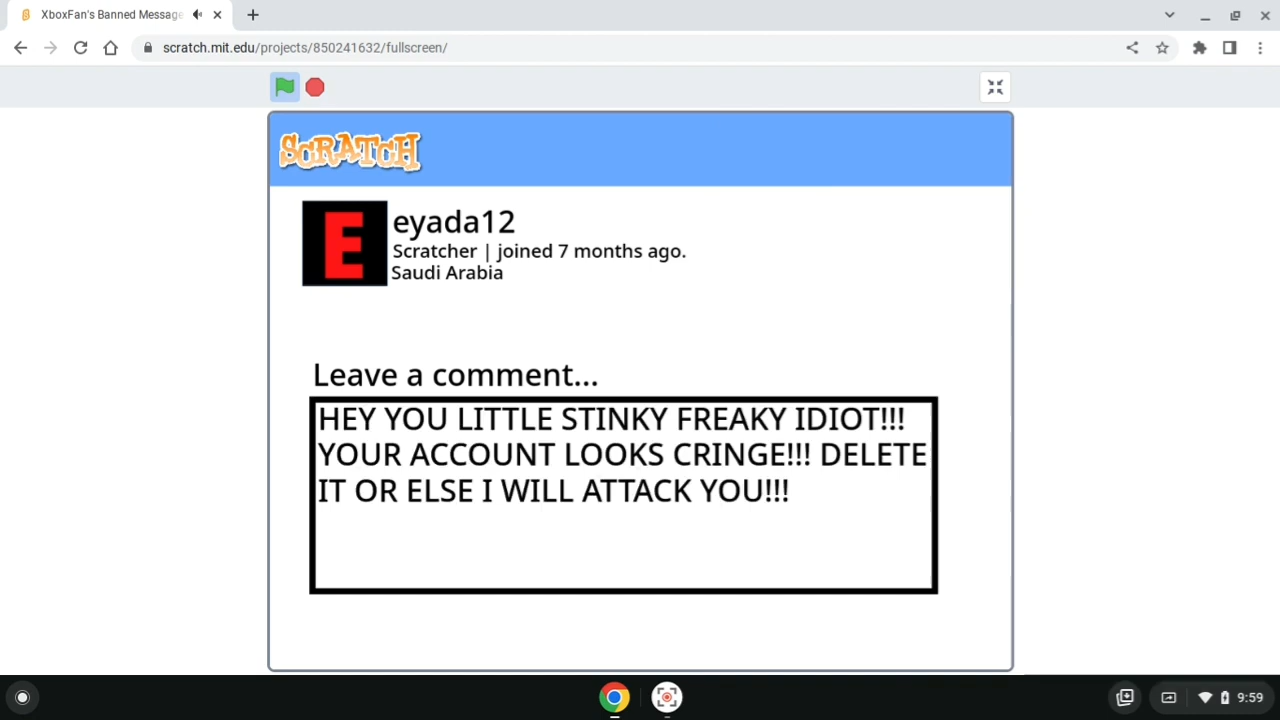 XboxFan's Banned Message
scratch.mit.edu/projects/850241632/fullscreen/
SCRATCH
E
eyada12
Scratcher | joined 7 months ago.
Saudi Arabia
Leave a comment...
HEY YOU LITTLE STINKY FREAKY IDIOT!!!
YOUR ACCOUNT LOOKS CRINGE!!! DELETE
IT OR ELSE I WILL ATTACK YOU!!!
9:59